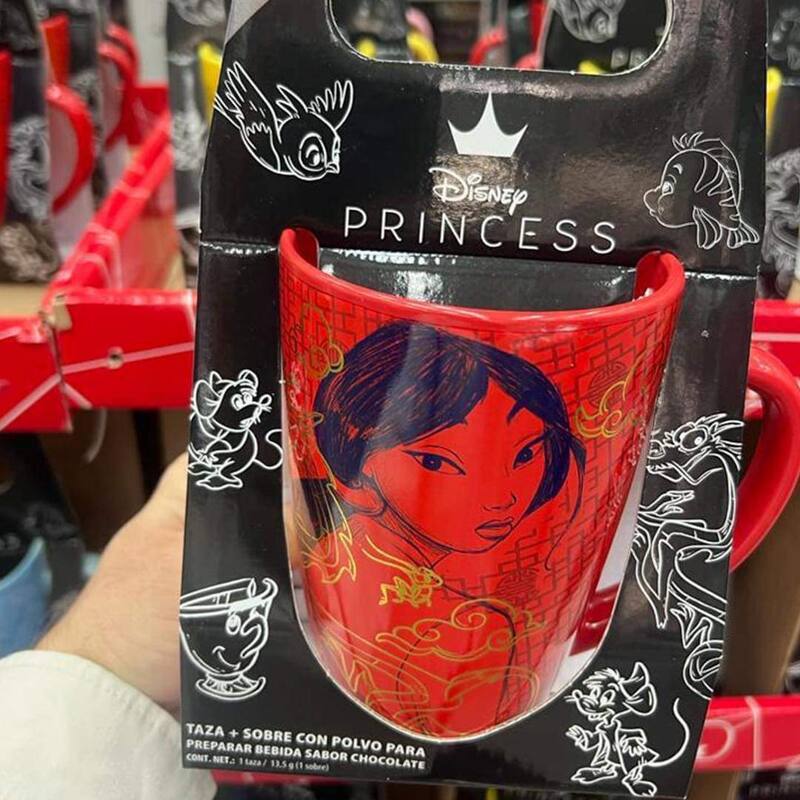 Disney
PRINCESS
TAZA + SOBRE CON POLVO PARA
PREPARAR BEBIDA SABOR CHOCOLATE
CONT. NET.: 1 taza / 13,5 g (1 sobre)